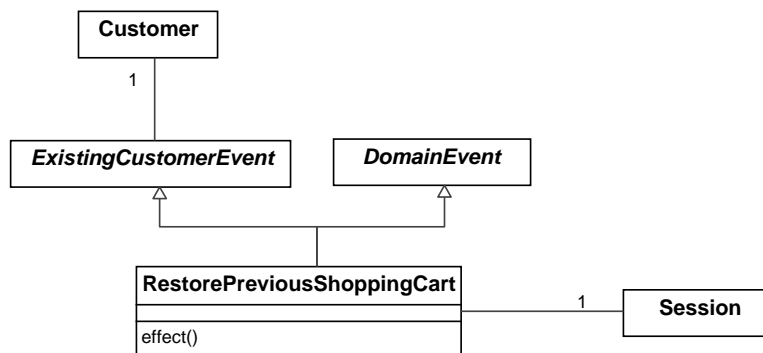 Customer
1
ExistingCustomerEvent
DomainEvent
RestorePreviousShoppingCart
1
Session
effect()